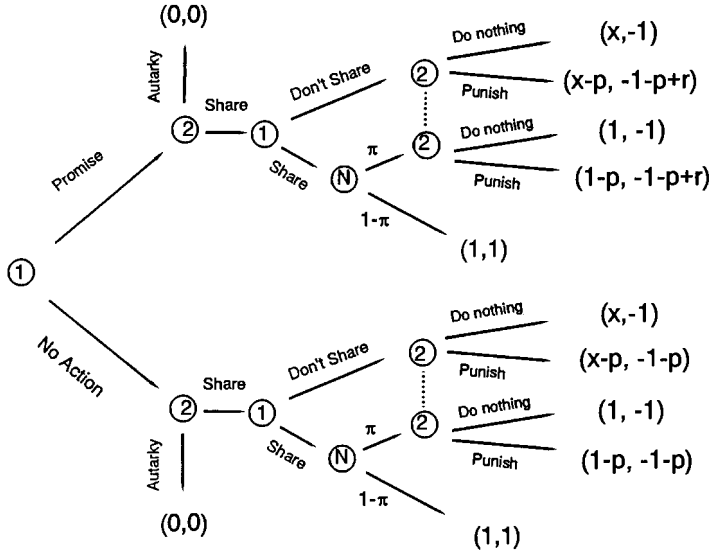 (0,0)
Do nothing
(x,-1)
Autarky
Don't Share
2
Punish
(x-p, -1-p+r)
Share
2
1
Do nothing
(1, -1)
2
Promise
Share
π
N
Punish
(1-p, -1-p+r)
1-π
(1,1)
1
Do nothing
(x,-1)
No Action
Don't Share
2
Punish
(x-p, -1-p)
Share
2
1
Do nothing
(1, -1)
2
Autarky
Share
π
N
Punish
(1-p, -1-p)
1-π
(0,0)
(1,1)